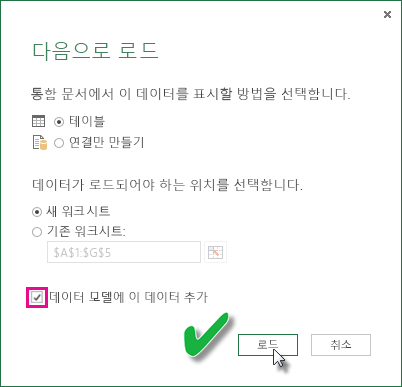 다음으로 로드
통합 문서에서 이 데이터를 표시할 방법을 선택합니다.
테이블
연결만 만들기
데이터가 로드되어야 하는 위치를 선택합니다.
새 워크시트
기존 워크시트:
$A$1:$G$5
데이터 모델에 이 데이터 추가
로드
취소